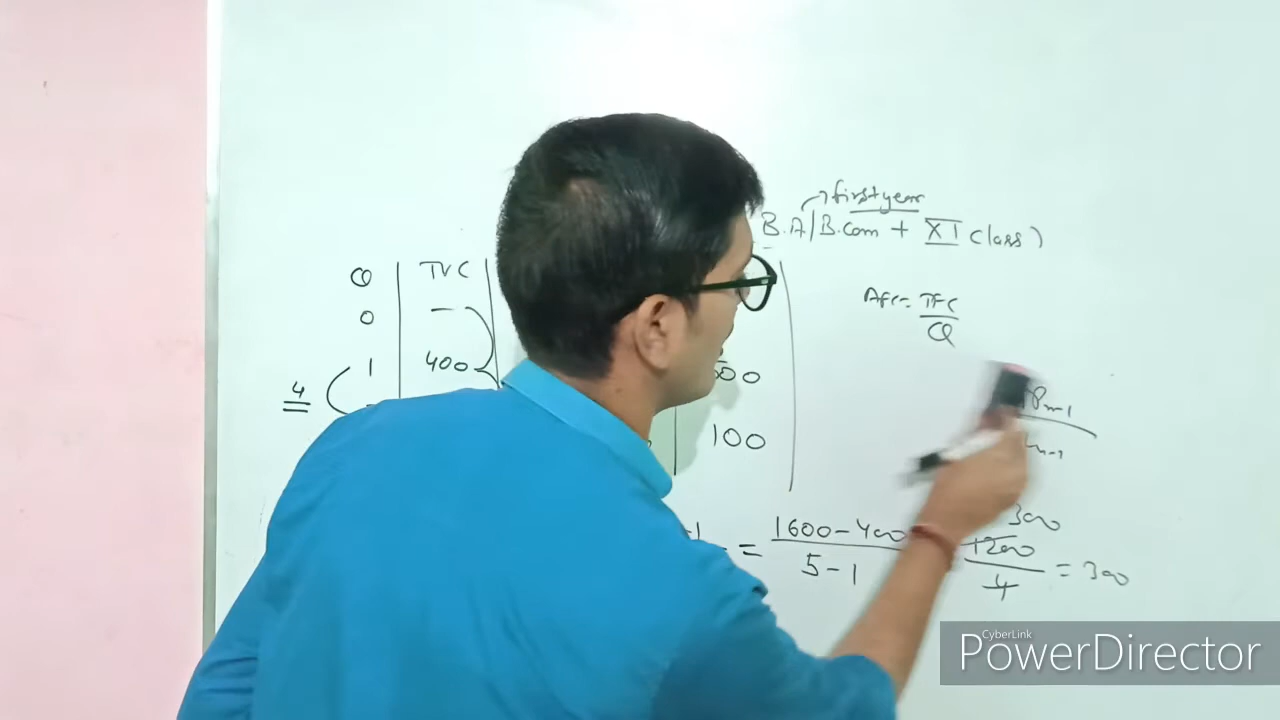 first year
B.A/B.Com + XI Class)
Q TVC
0 —
1 400
4
00
100
AFC = TFC
Q
= 1600 - 400
5 - 1
300
1200
4
= 300
CyberLink
PowerDirector